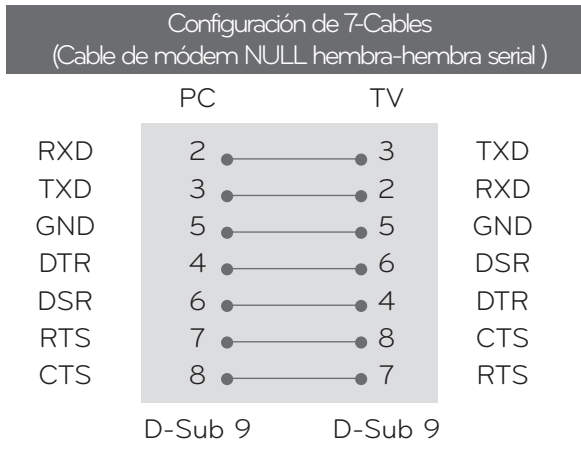 Configuración de 7-Cables
(Cable de módem NULL hembra-hembra serial )
PC TV
RXD 2 3 TXD
TXD 3 2 RXD
GND 5 5 GND
DTR 4 6 DSR
DSR 6 4 DTR
RTS 7 8 CTS
CTS 8 7 RTS
D-Sub 9 D-Sub 9